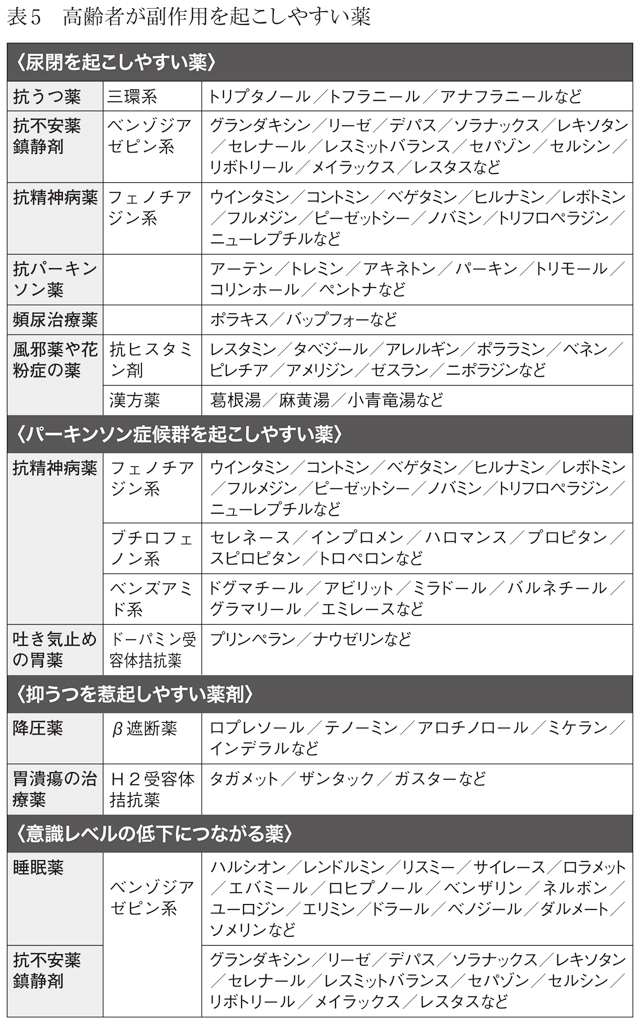 表5　高齢者が副作用を起こしやすい薬
〈尿閉を起こしやすい薬〉
抗うつ薬
三環系
トリプタノール／トフラニール／アナフラニールなど
抗不安薬
鎮静剤
ベンゾジア
ゼピン系
グランダキシン／リーゼ／デパス／ソラナックス／レキソタン
／セレナール／レスミットバランス／セパゾン／セルシン／
リボトリール／メイラックス／レスタスなど
抗精神病薬
フェノチア
ジン系
ウインタミン／コントミン／ベゲタミン／ヒルナミン／レボトミン
／フルメジン／ピーゼットシー／ノバミン／トリフロペラジン／
ニューレプチルなど
抗パーキン
ソン薬
アーテン／トレミン／アキネトン／パーキン／トリモール／
コリンホール／ペントナなど
頻尿治療薬
ポラキス／バップフォーなど
風邪薬や花
粉症の薬
抗ヒスタミ
ン剤
レスタミン／タベジール／アレルギン／ポララミン／ベネン／
ピレチア／アメリジン／ゼスラン／ニポラジンなど
漢方薬
葛根湯／麻黄湯／小青竜湯など
〈パーキンソン症候群を起こしやすい薬〉
抗精神病薬
フェノチア
ジン系
ウインタミン／コントミン／ベゲタミン／ヒルナミン／レボトミン
／フルメジン／ピーゼットシー／ノバミン／トリフロペラジン／
ニューレプチルなど
ブチロフェ
ノン系
セレネース／インプロメン／ハロマンス／プロピタン／
スピロピタン／トロペロンなど
ベンズアミ
ド系
ドグマチール／アビリット／ミラドール／バルネチール／
グラマリール／エミレースなど
吐き気止め
の胃薬
ドーパミン受
容体拮抗薬
プリンペラン／ナウゼリンなど
〈抑うつを惹起しやすい薬剤〉
降圧薬
β遮断薬
ロプレソール／テノーミン／アロチノロール／ミケラン／
インデラルなど
胃潰瘍の治
療薬
Ｈ２受容体
拮抗薬
タガメット／ザンタック／ガスターなど
〈意識レベルの低下につながる薬〉
睡眠薬
ベンゾジア
ゼピン系
ハルシオン／レンドルミン／リスミー／サイレース／ロラメット
／エバミール／ロヒプノール／ベンザリン／ネルボン／
ユーロジン／エリミン／ドラール／ベノジール／ダルメート／
ソメリンなど
抗不安薬
鎮静剤
グランダキシン／リーゼ／デパス／ソラナックス／レキソタン
／セレナール／レスミットバランス／セパゾン／セルシン／
リボトリール／メイラックス／レスタスなど